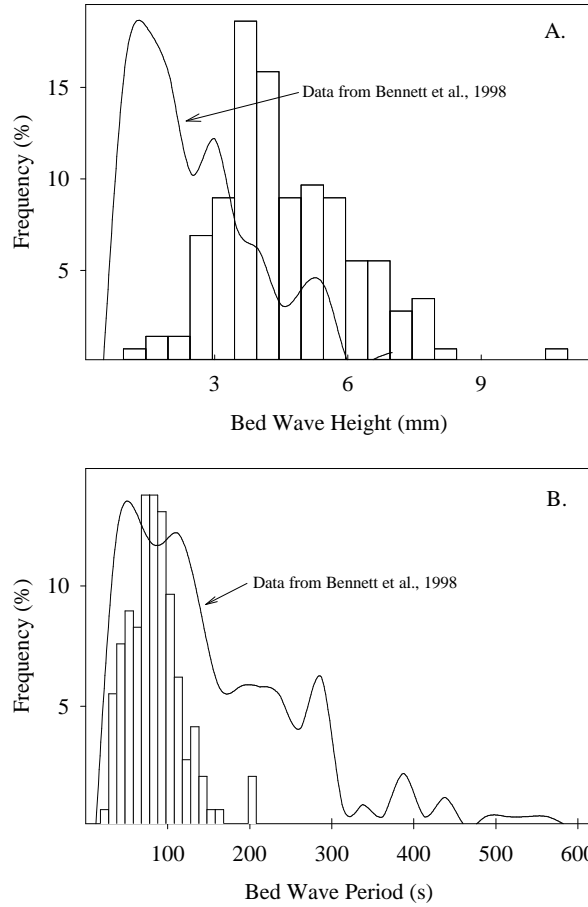 A.
Data from Bennett et al., 1998
Frequency (%)
15
10
5
3
6
9
Bed Wave Height (mm)
B.
Data from Bennett et al., 1998
Frequency (%)
10
5
100
200
300
400
500
600
Bed Wave Period (s)